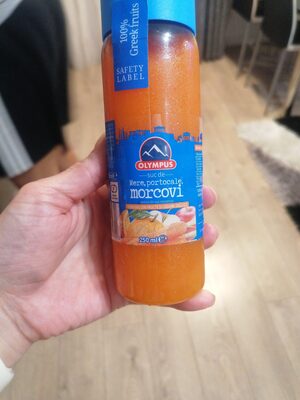 100%
Greek fruits
SAFETY
LABEL
OLYMPUS
suc de
Mere, portocale,
morcovi
250 ml